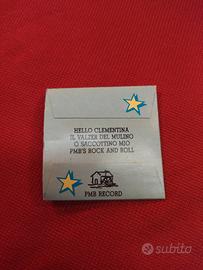 HELLO CLEMENTINA
IL VALZER DEL MULINO
O SACCOTTINO MIO
PMB'S ROCK AND ROLL
PMB RECORD
subito